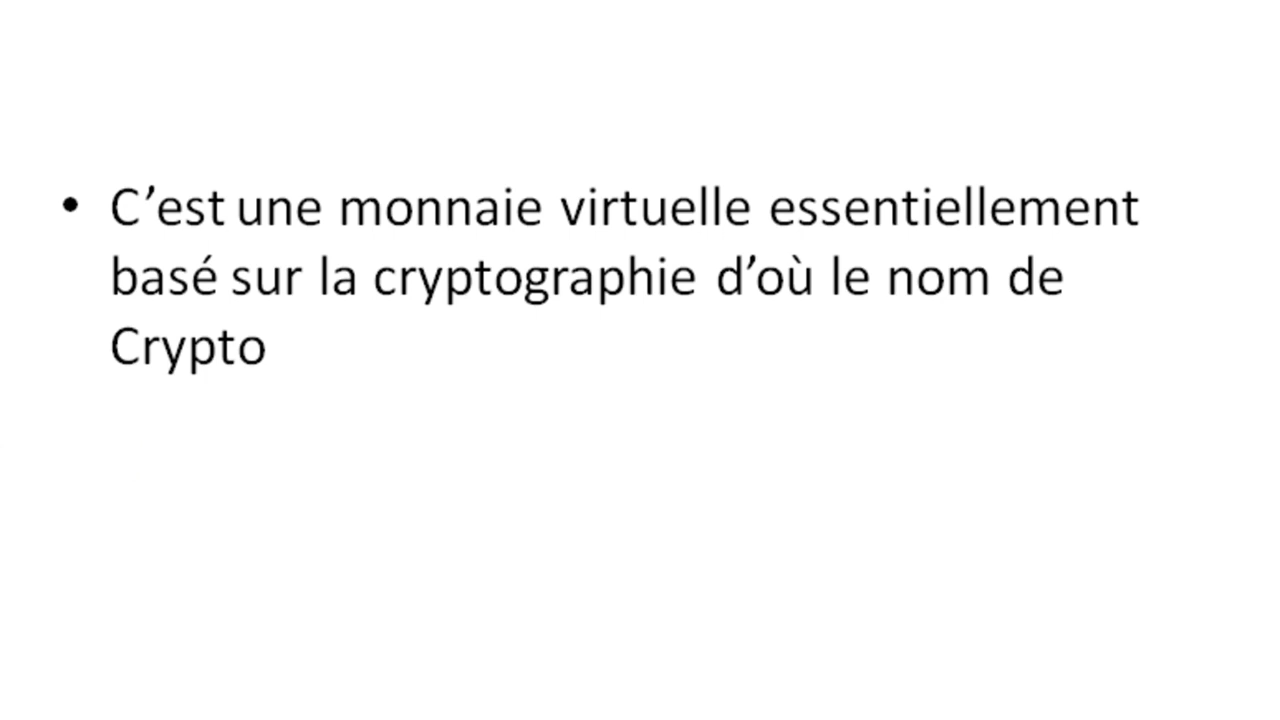 • C’est une monnaie virtuelle essentiellement
basé sur la cryptographie d’où le nom de
Crypto